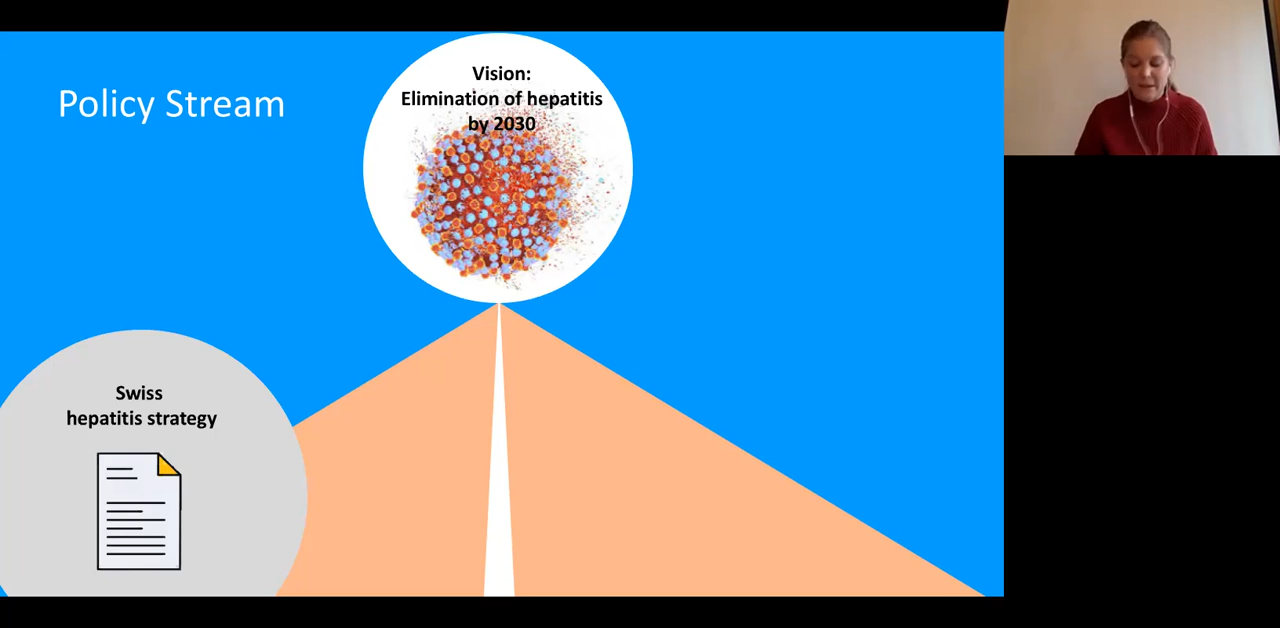 Policy Stream
Vision:
Elimination of hepatitis
by 2030
Swiss
hepatitis strategy